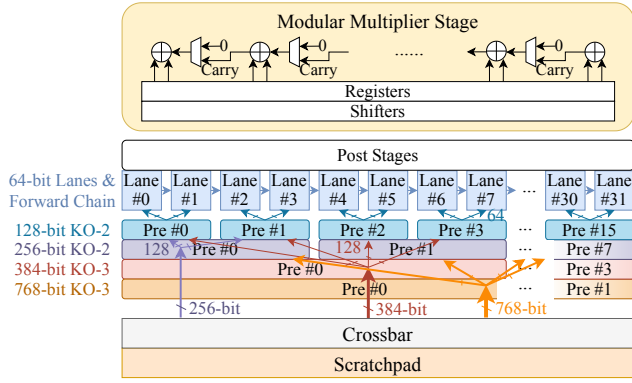 Modular Multiplier Stage
0 0 ...... 0
Carry Carry Carry
Registers
Shifters
Post Stages
64-bit Lanes & Forward Chain
Lane #0 Lane #1 Lane #2 Lane #3 Lane #4 Lane #5 Lane #6 Lane #7 ... Lane #30 Lane #31
64
128-bit KO-2 Pre #0 Pre #1 Pre #2 Pre #3 ... Pre #15
256-bit KO-2 128 Pre #0 128 Pre #1 ... Pre #7
384-bit KO-3 Pre #0 Pre #3
768-bit KO-3 Pre #0 ... Pre #1
256-bit 384-bit 768-bit
Crossbar
Scratchpad